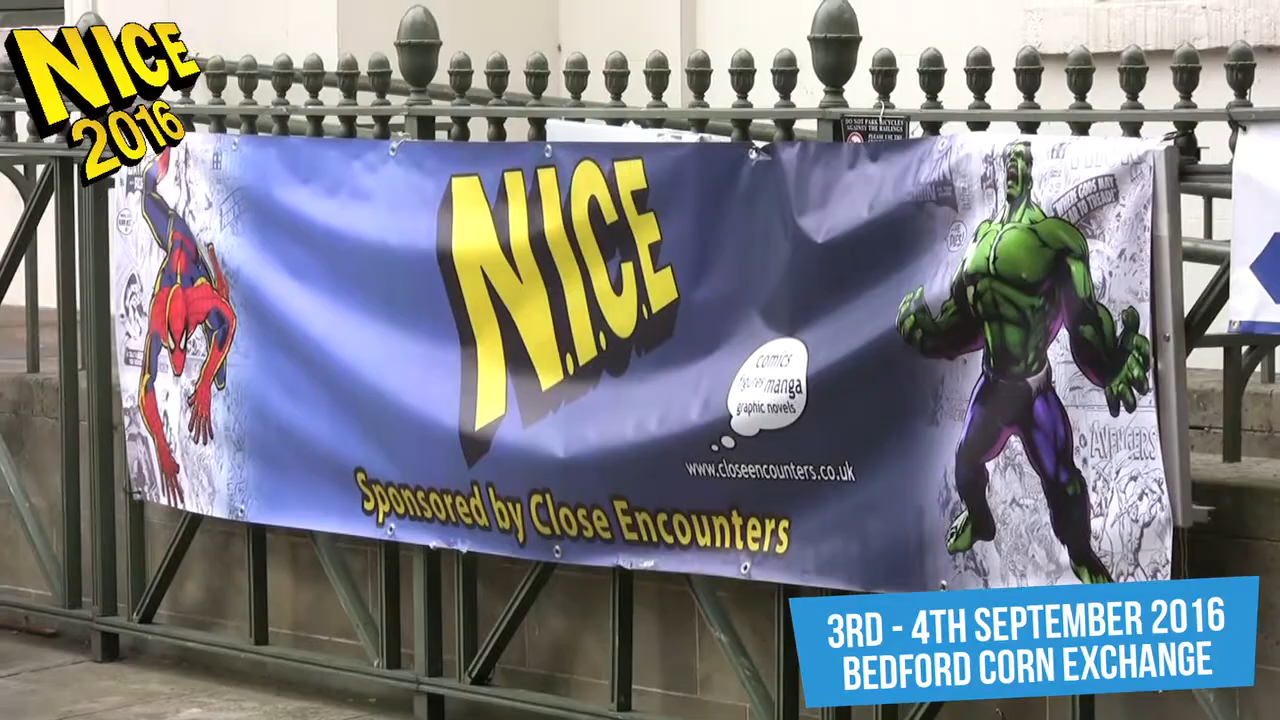 NICE
2016
DO NOT PARK BICYCLES
AGAINST THE RAILINGS
N.I.C.E
comics
figures manga
graphic novels
www.closeencounters.co.uk
Sponsored by Close Encounters
AVENGERS
3RD - 4TH SEPTEMBER 2016
BEDFORD CORN EXCHANGE